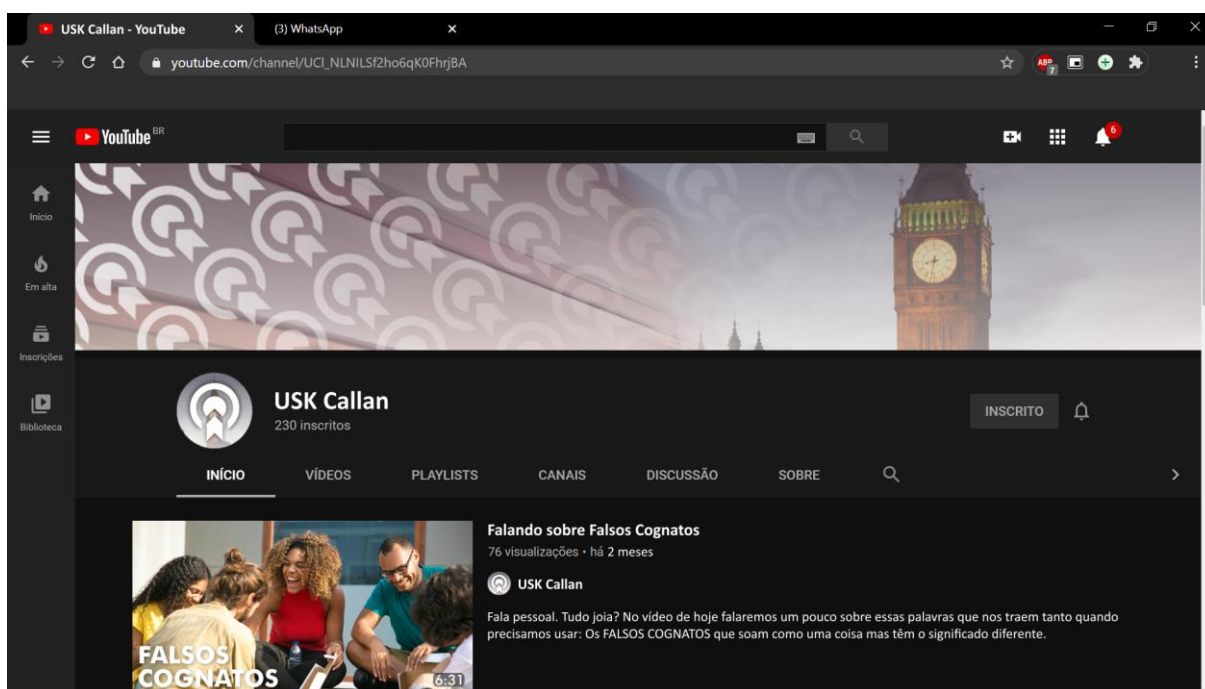 USK Callan - YouTube
(3) WhatsApp
youtube.com/channel/UCl_NLNILSf2ho6qK0FhrjBA
ABP
7
YouTube BR
6
Início
Em alta
Inscrições
Biblioteca
USK Callan
230 inscritos
INSCRITO
INÍCIO VÍDEOS PLAYLISTS CANAIS DISCUSSÃO SOBRE
FALSOS
COGNATOS
6:31
Falando sobre Falsos Cognatos
76 visualizações • há 2 meses
USK Callan
Fala pessoal. Tudo joia? No vídeo de hoje falaremos um pouco sobre essas palavras que nos traem tanto quando
precisamos usar: Os FALSOS COGNATOS que soam como uma coisa mas têm o significado diferente.